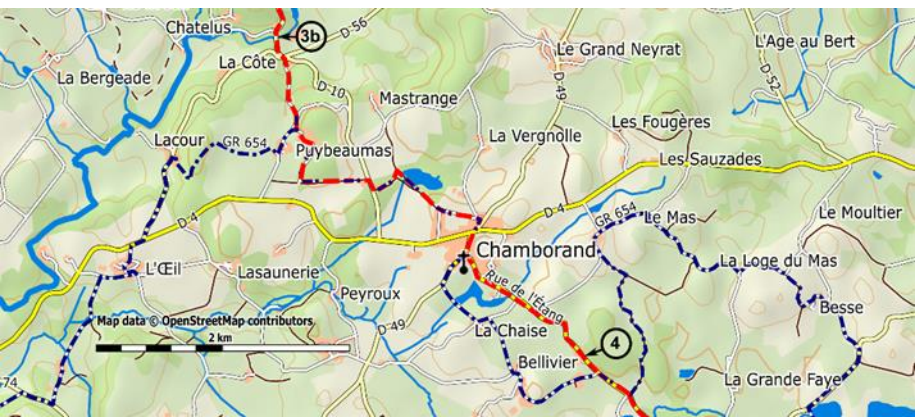 Chatelus
3b
D-56
Le Grand Neyrat
L'Age au Bert
La Bergeade
La Côte
D-10
Mastrange
D-49
D-52
Les Fougères
Lacour
GR 654
Puybeaumas
La Vergnolle
Les Sauzades
D-4
D-4
GR 654
Le Mas
Le Moultier
Chamborand
L'Œil
Lasaunerie
La Loge du Mas
Peyroux
Rue de l'Étang
Besse
Map data © OpenStreetMap contributors
2 km
D-49
La Chaise
4
Bellivier
La Grande Faye
74